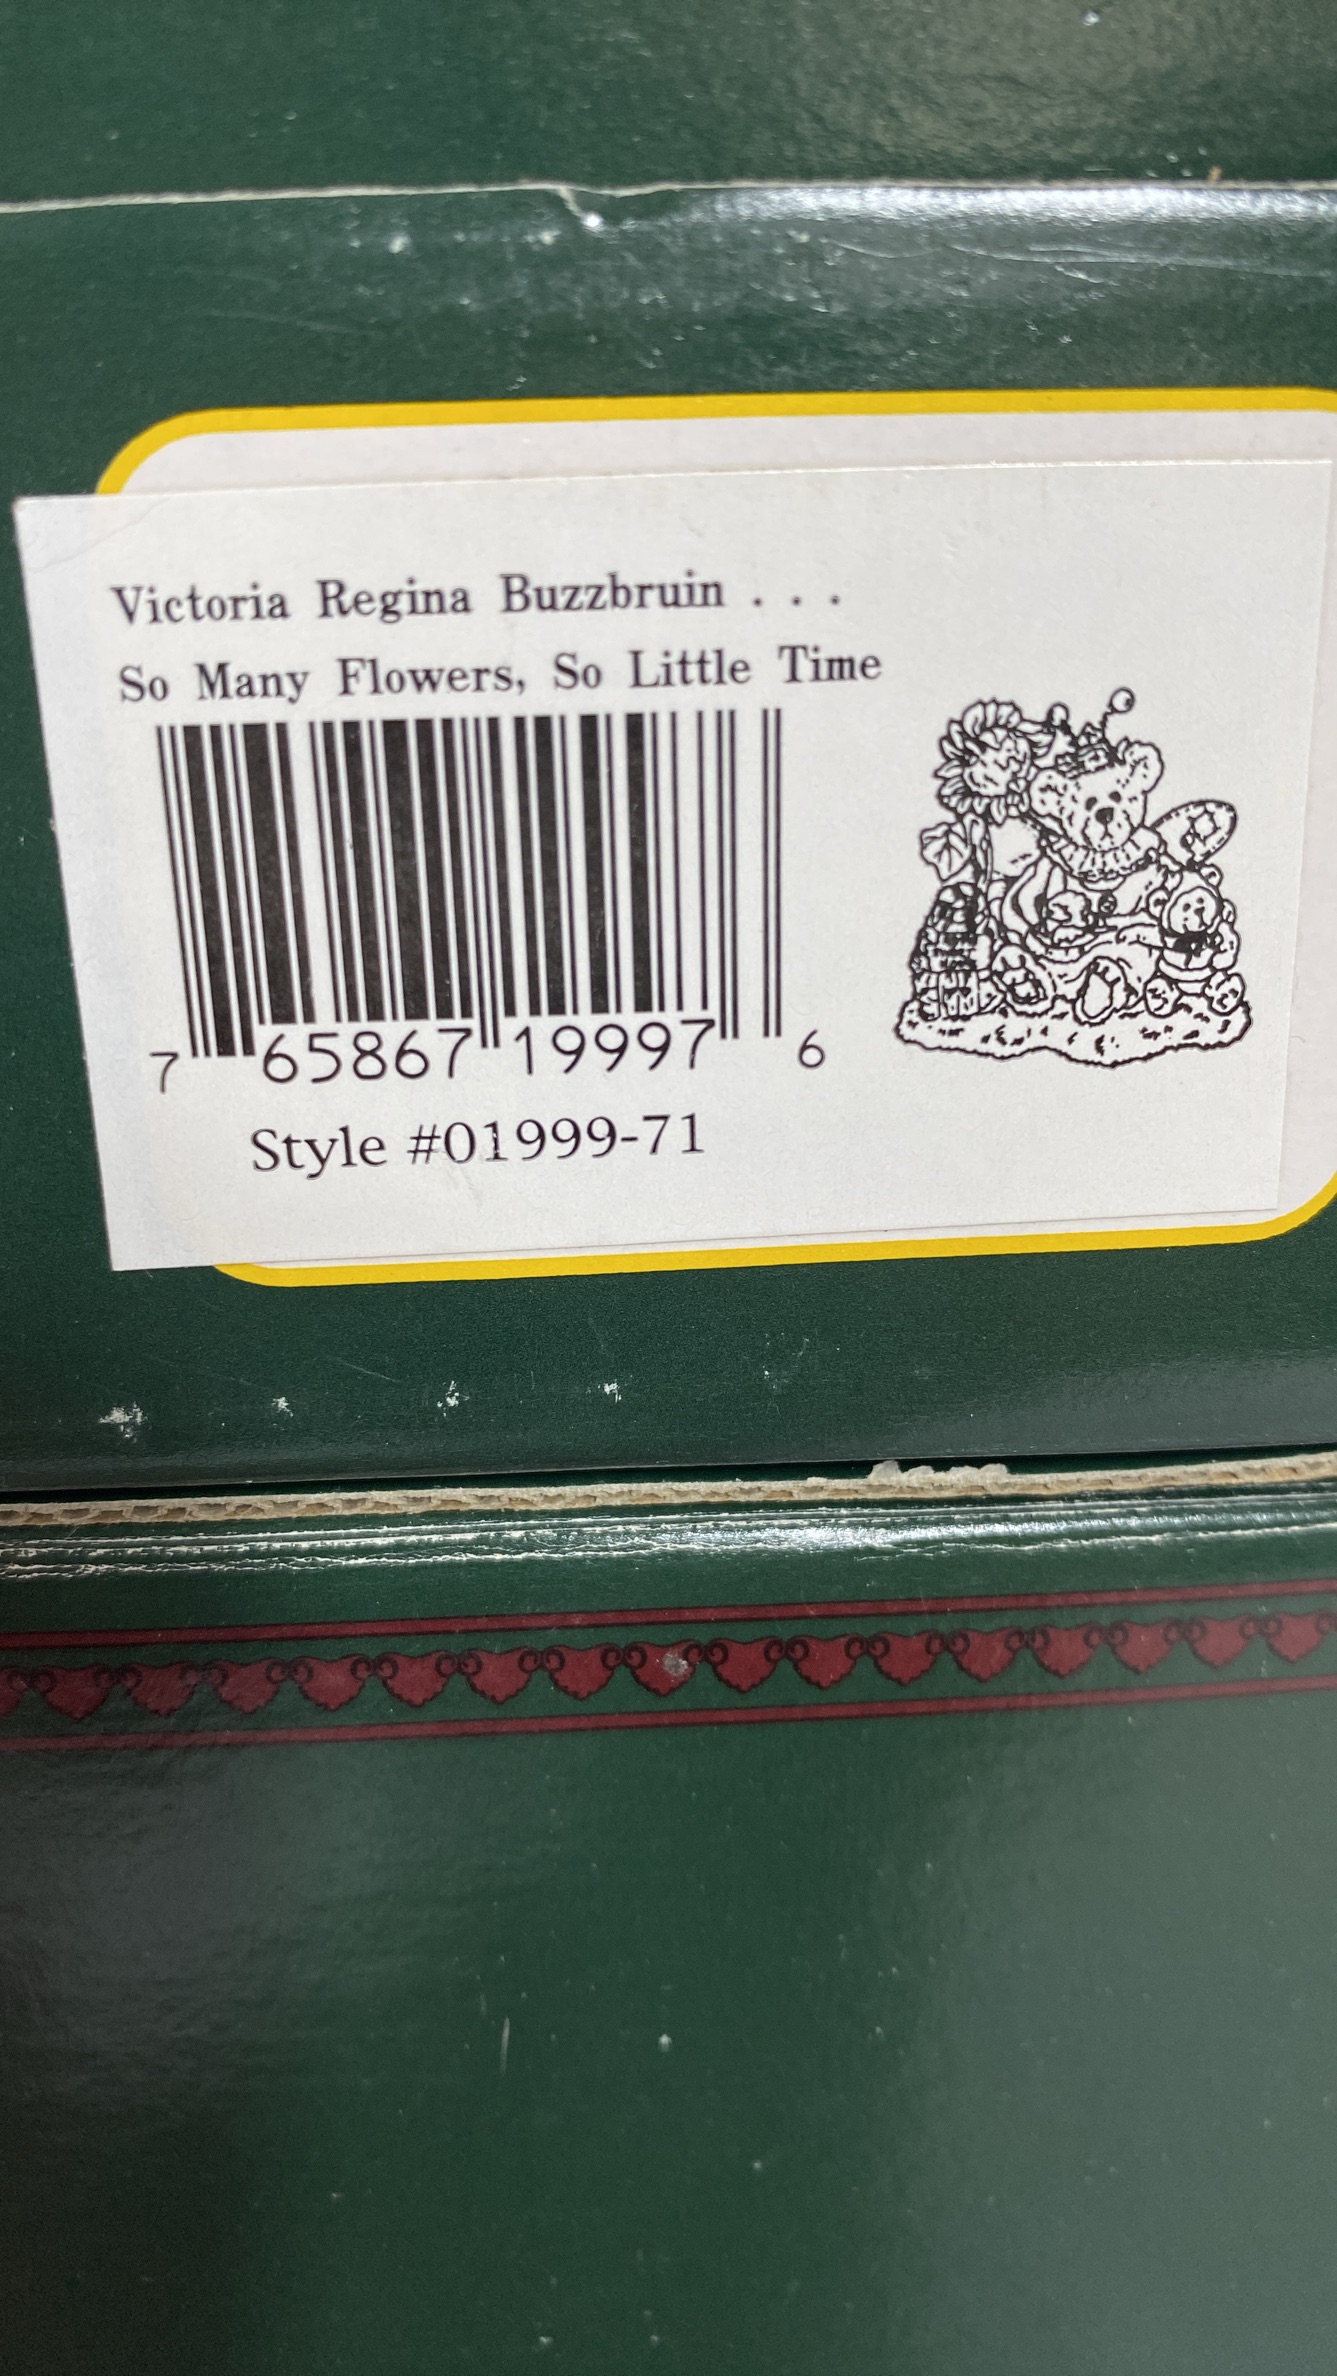 Victoria Regina Buzzbruin . . .
So Many Flowers, So Little Time
7 65867 19997 6
Style #01999-71